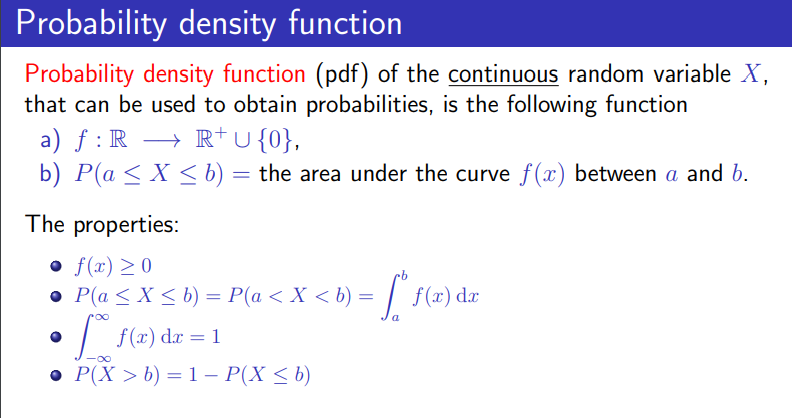 Probability density function
Probability density function (pdf) of the continuous random variable X,
that can be used to obtain probabilities, is the following function
a) f : ℝ ⟶ ℝ⁺ ∪ {0},
b) P(a ≤ X ≤ b) = the area under the curve f(x) between a and b.
The properties:
• f(x) ≥ 0
• P(a ≤ X ≤ b) = P(a < X < b) = ∫_a^b f(x) dx
• ∫_{−∞}^{∞} f(x) dx = 1
• P(X > b) = 1 − P(X ≤ b)